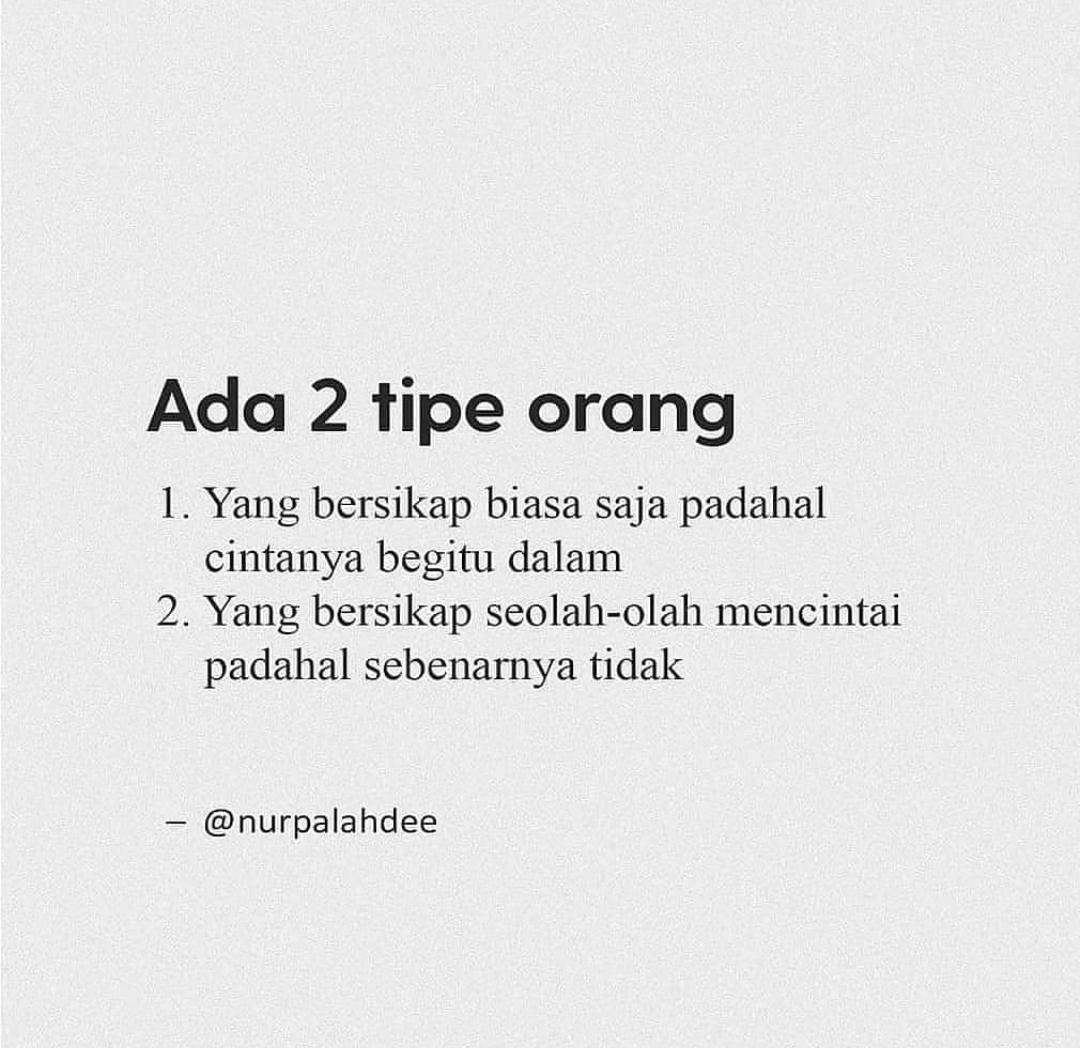 Ada 2 tipe orang
1. Yang bersikap biasa saja padahal
cintanya begitu dalam
2. Yang bersikap seolah-olah mencintai
padahal sebenarnya tidak
– @nurpalahdee